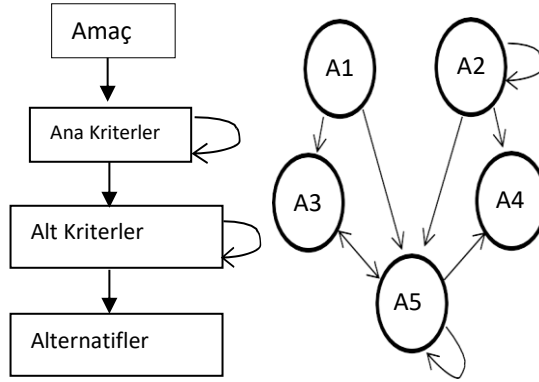 Amaç
Ana Kriterler
Alt Kriterler
Alternatifler
A1
A2
A3
A4
A5